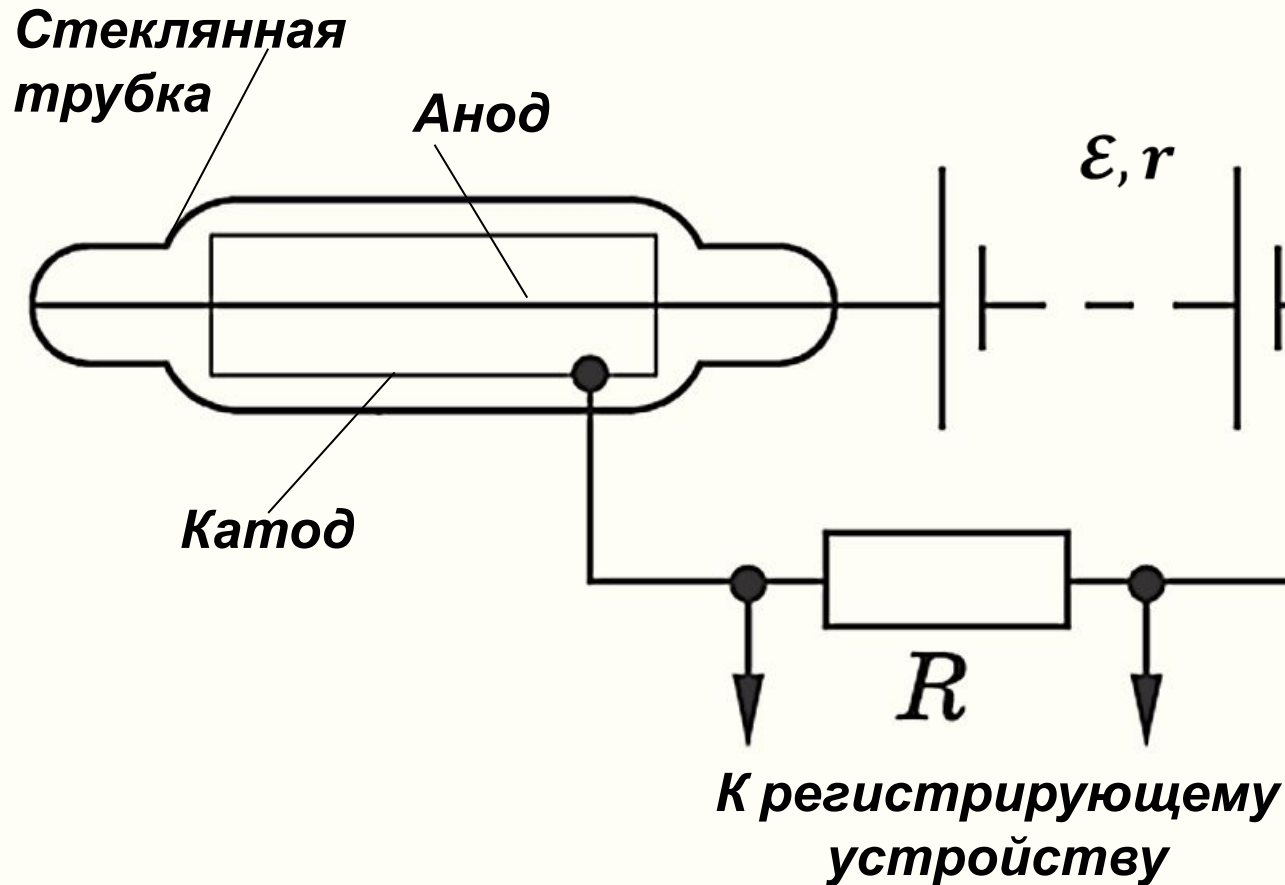 Стеклянная
трубка
Анод
ℰ, r
Катод
R
К регистрирующему
устройству